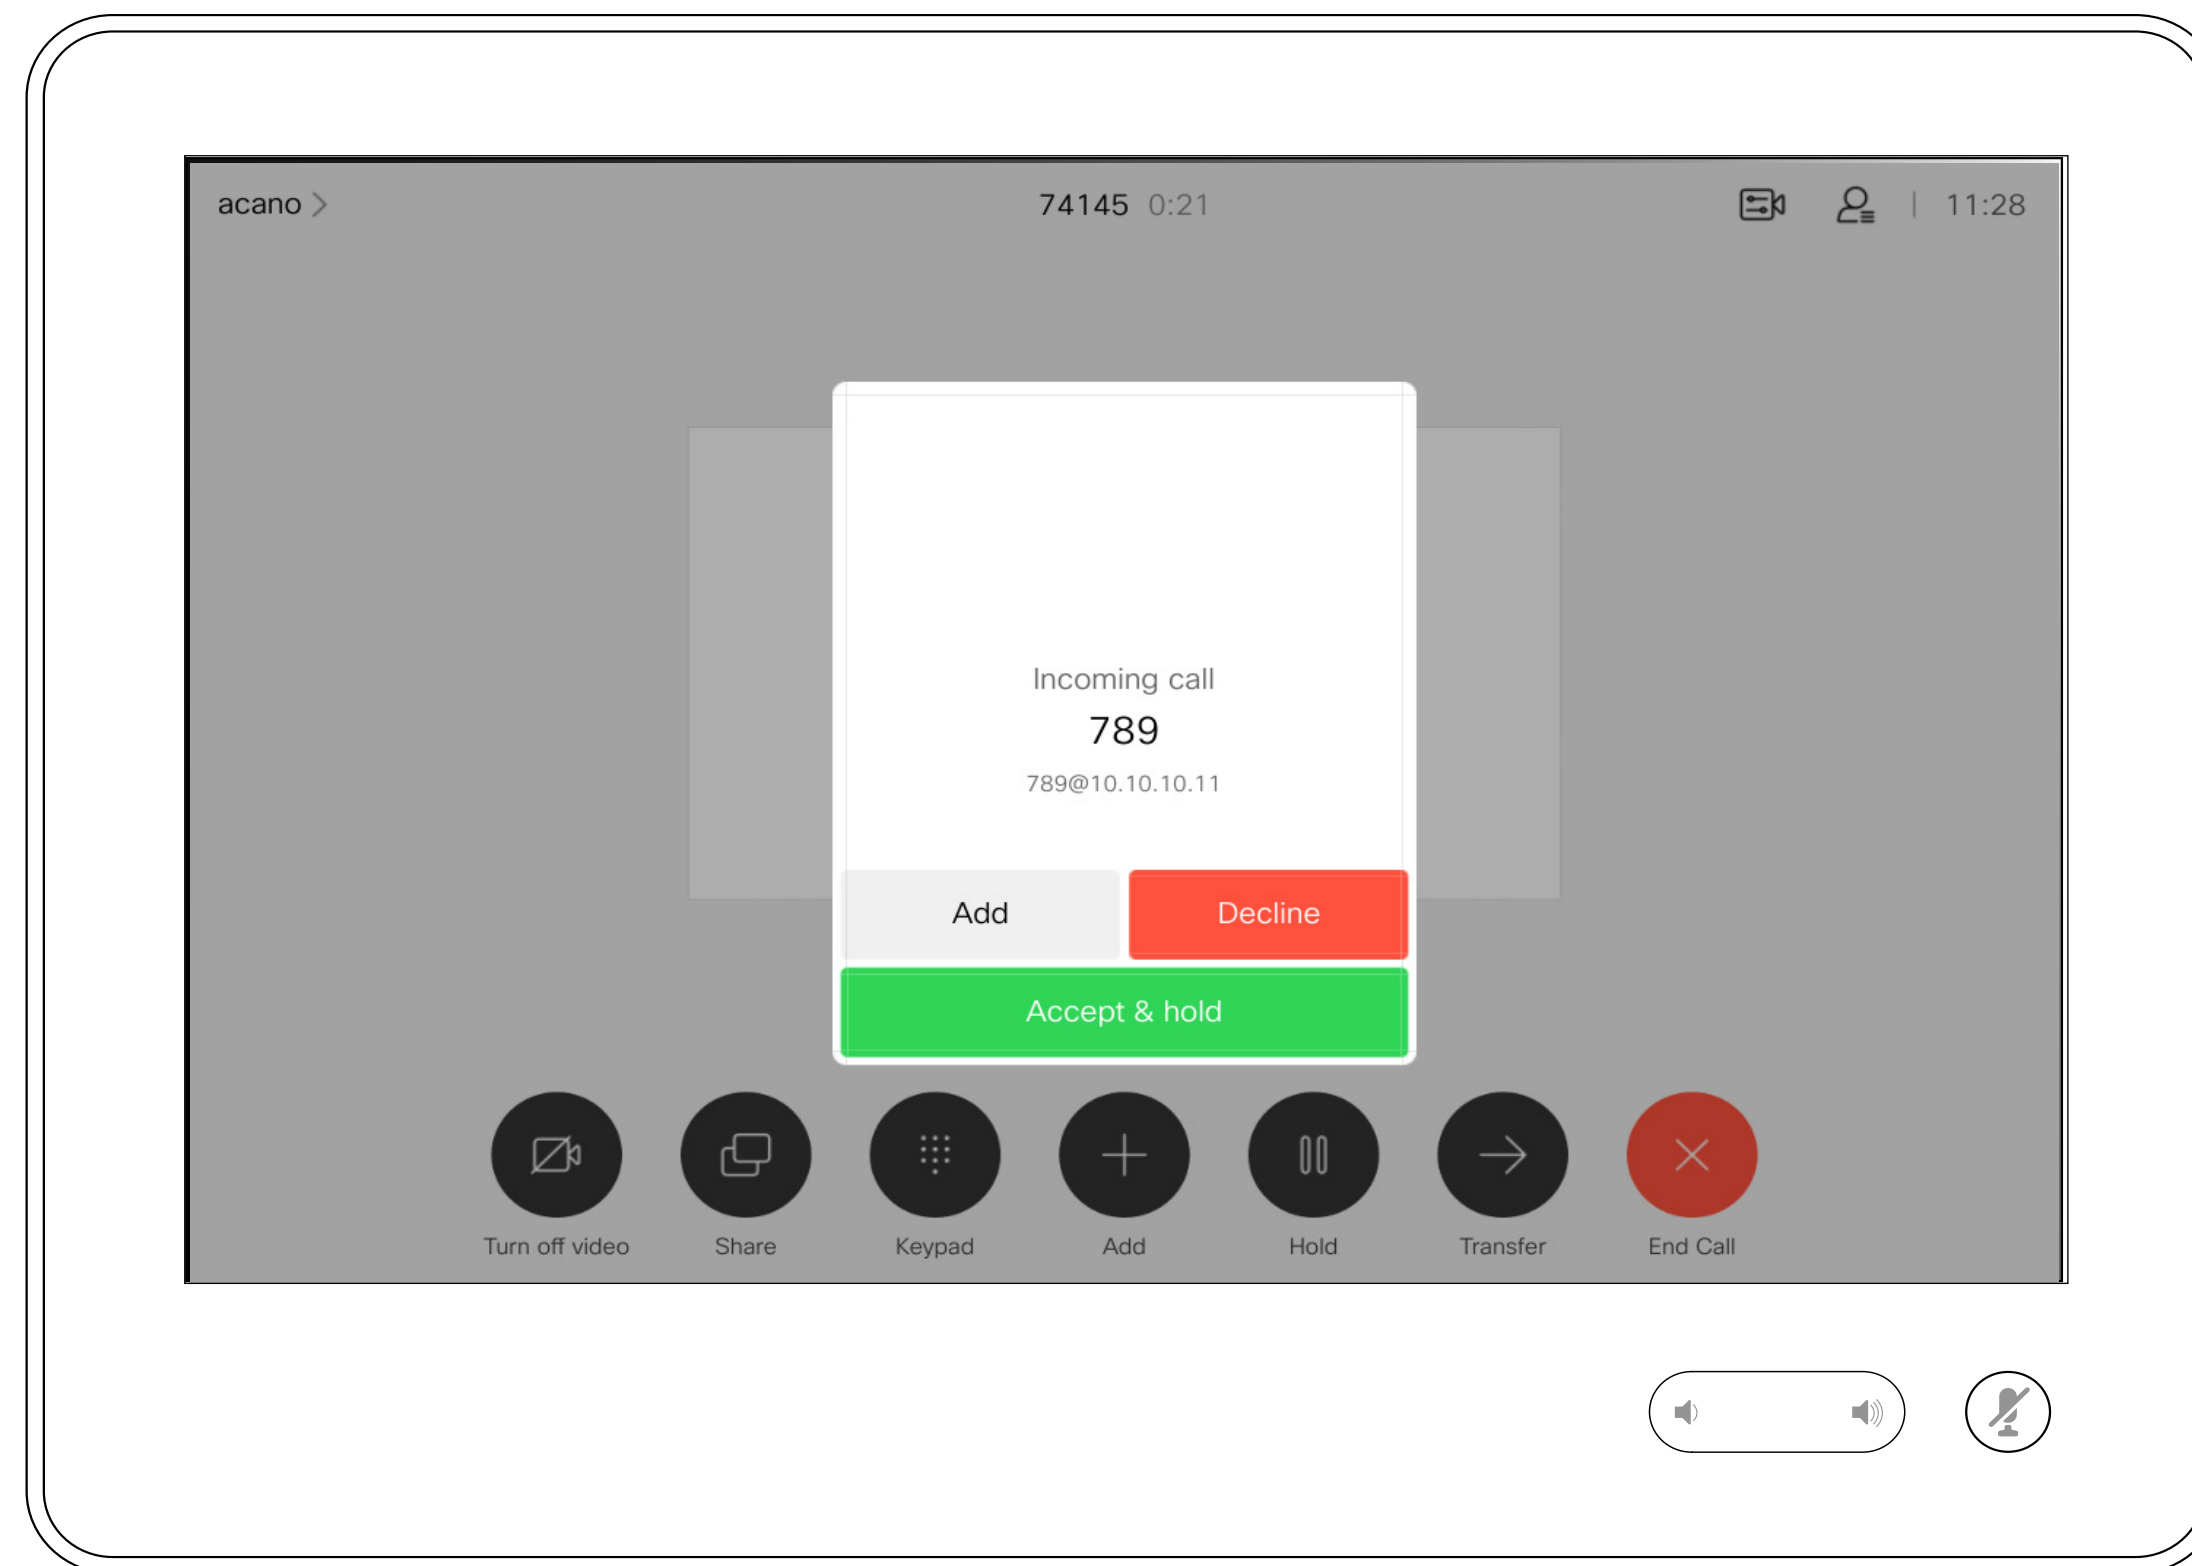 acano
74145 0:21
11:28
Incoming call
789
789@10.10.10.11
Add Decline
Accept & hold
Turn off video Share Keypad Add Hold Transfer End Call